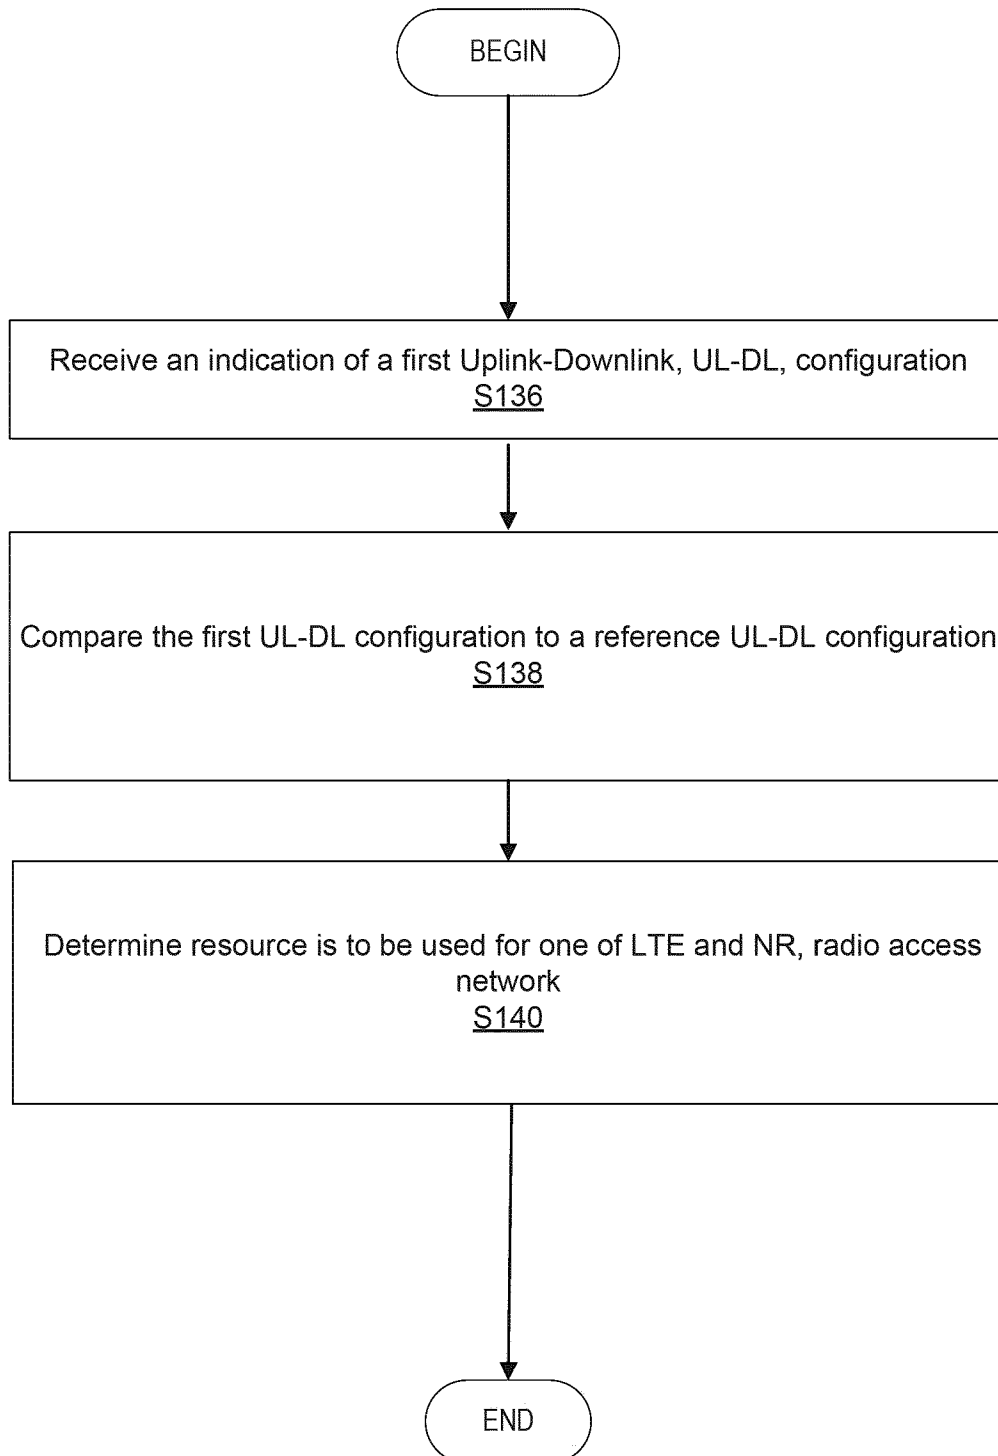 BEGIN
Receive an indication of a first Uplink-Downlink, UL-DL, configuration
S136
Compare the first UL-DL configuration to a reference UL-DL configuration
S138
Determine resource is to be used for one of LTE and NR, radio access
network
S140
END